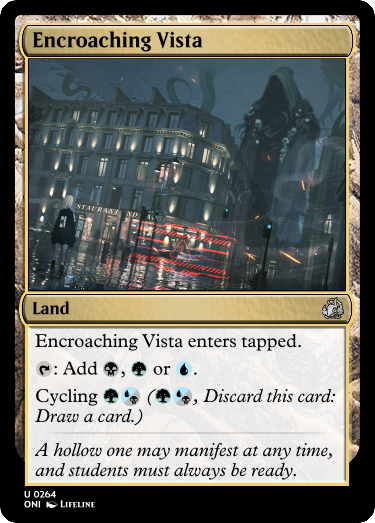 Encroaching Vista
RESTAURANT
Land
Encroaching Vista enters tapped.
: Add , or .
Cycling ( , Discard this card:
Draw a card.)
A hollow one may manifest at any time,
and students must always be ready.
U 0264
ONI LIFELINE